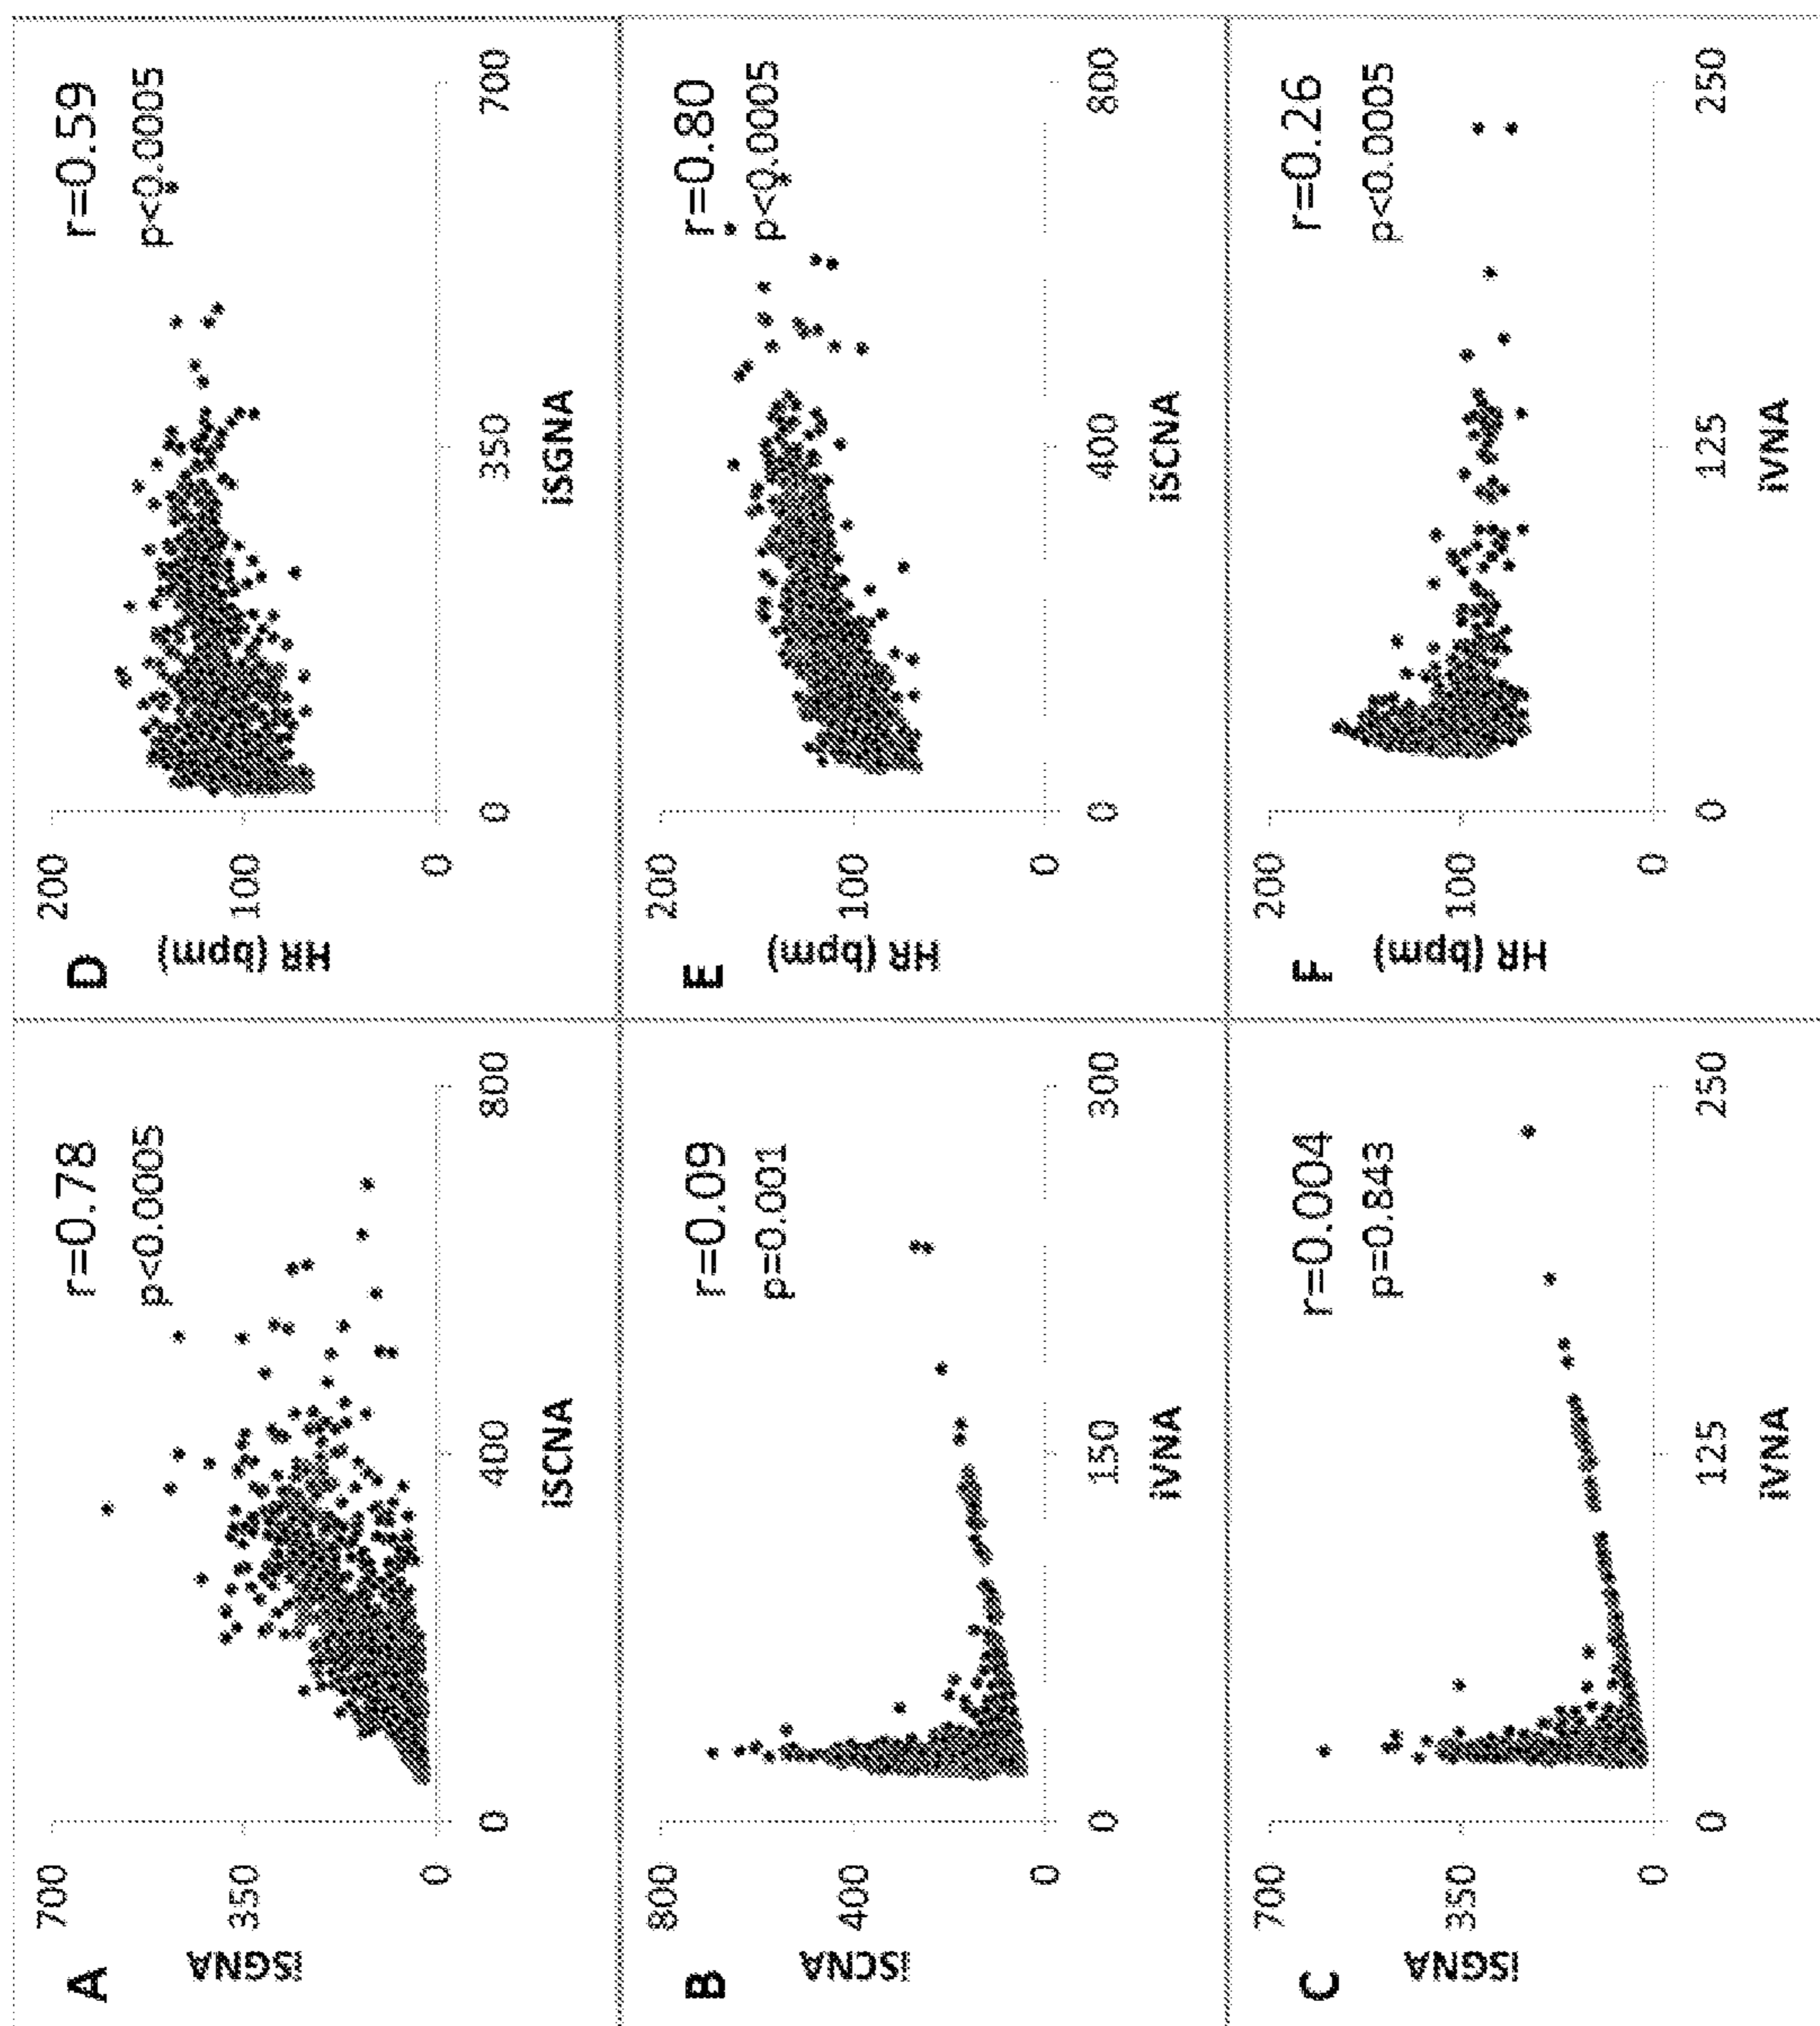 A
r=0.78
p<0.0005
700
350
0
iSGNA
0
400
800
iSCNA
D
r=0.59
p<0.0005
200
100
0
HR (bpm)
0
350
700
iSGNA
B
r=0.09
p=0.001
800
400
0
iSCNA
0
150
300
iVNA
E
r=0.80
p<0.0005
200
100
0
HR (bpm)
0
400
800
iSCNA
C
r=0.004
p=0.843
700
350
0
iSGNA
0
125
250
iVNA
F
r=0.26
p<0.0005
200
100
0
HR (bpm)
0
125
250
iVNA